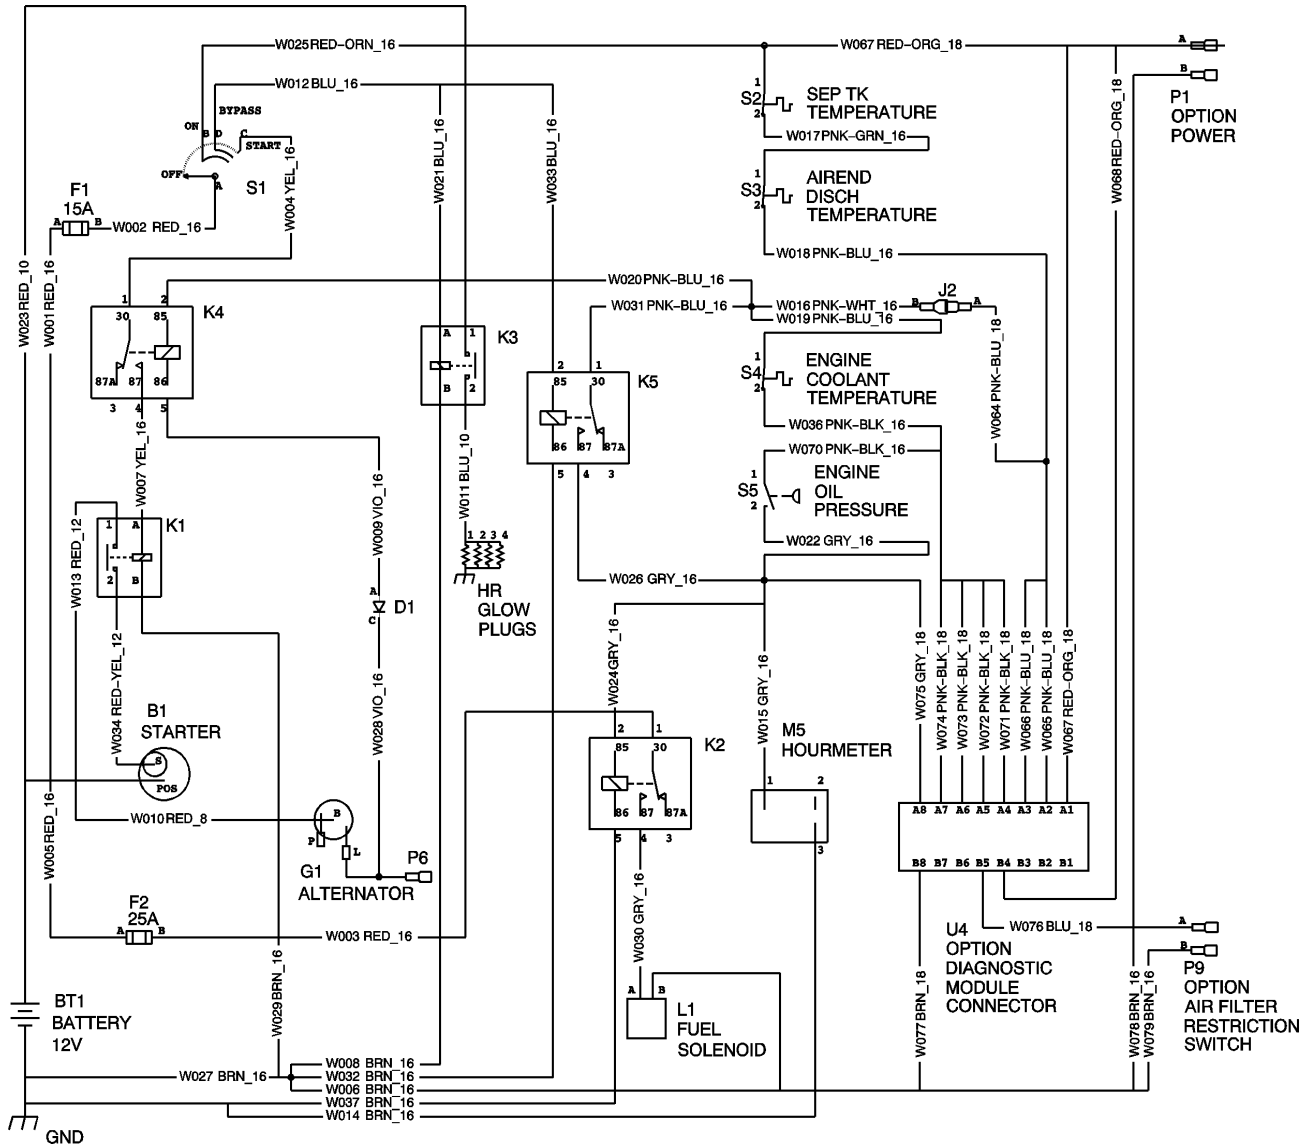 W025 RED-ORN_16
W067 RED-ORG_18
A
B
P1
OPTION
POWER
W012 BLU_16
BYPASS
ON
B
D
C
START
OFF
A
S1
F1
15A
A
B
W002 RED_16
W004 YEL_16
W021 BLU_16
W033 BLU_16
1
S2
2
SEP TK
TEMPERATURE
W017 PNK-GRN_16
1
S3
2
AIREND
DISCH
TEMPERATURE
W018 PNK-BLU_16
W068 RED-ORG_18
W023 RED_10
W001 RED_16
W020 PNK-BLU_16
W031 PNK-BLU_16
W016 PNK-WHT_16
W019 PNK-BLU_16
B
J2
A
W064 PNK-BLU_18
1
2
K4
30
85
87A
87
86
3
4
5
A
1
K3
B
2
2
1
K5
85
30
86
87
87A
5
4
3
1
S4
2
ENGINE
COOLANT
TEMPERATURE
W036 PNK-BLK_16
W070 PNK-BLK_16
1
S5
2
ENGINE
OIL
PRESSURE
W022 GRY_16
W007 YEL_16
W009 VIO_16
W011 BLU_10
1
A
K1
2
B
W013 RED_12
1 2 3 4
HR
GLOW
PLUGS
A
D1
C
W026 GRY_16
W034 RED-YEL_12
W028 VIO_16
W024 GRY_16
W015 GRY_16
W075 GRY_18
W074 PNK-BLK_18
W073 PNK-BLK_18
W072 PNK-BLK_18
W071 PNK-BLK_18
W066 PNK-BLU_18
W065 PNK-BLU_18
W067 RED-ORG_18
B1
STARTER
S
POS
2
1
K2
85
30
86
87
87A
5
4
3
M5
HOURMETER
1
2
3
W010 RED_8
B
P
L
G1
ALTERNATOR
P6
W005 RED_16
A8 A7 A6 A5 A4 A3 A2 A1
B8 B7 B6 B5 B4 B3 B2 B1
F2
25A
A
B
W003 RED_16
W030 GRY_16
W076 BLU_18
A
B
P9
OPTION
AIR FILTER
RESTRICTION
SWITCH
U4
OPTION
DIAGNOSTIC
MODULE
CONNECTOR
W029 BRN_16
A
B
L1
FUEL
SOLENOID
W077 BRN_18
W078 BRN_16
W079 BRN_16
BT1
BATTERY
12V
W008 BRN_16
W027 BRN_16
W032 BRN_16
W006 BRN_16
W037 BRN_16
W014 BRN_16
GND